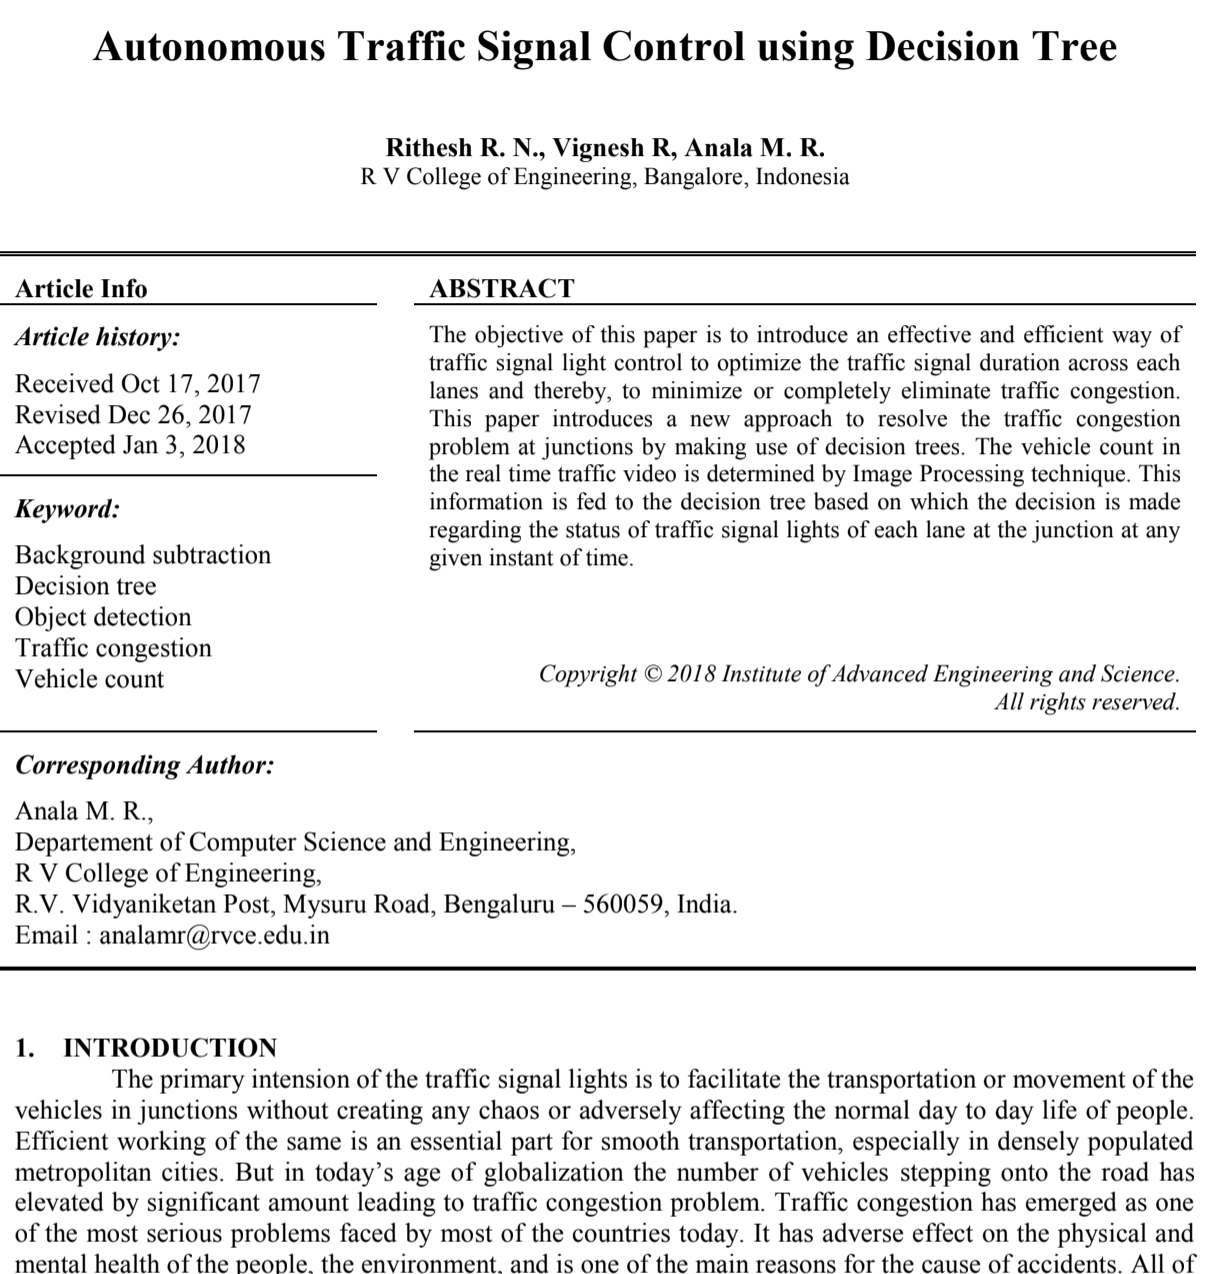 Autonomous Traffic Signal Control using Decision Tree
Rithesh R. N., Vignesh R, Anala M. R.
R V College of Engineering, Bangalore, Indonesia
Article Info
Article history:
Received Oct 17, 2017
Revised Dec 26, 2017
Accepted Jan 3, 2018
Keyword:
Background subtraction
Decision tree
Object detection
Traffic congestion
Vehicle count
ABSTRACT
The objective of this paper is to introduce an effective and efficient way of
traffic signal light control to optimize the traffic signal duration across each
lanes and thereby, to minimize or completely eliminate traffic congestion.
This paper introduces a new approach to resolve the traffic congestion
problem at junctions by making use of decision trees. The vehicle count in
the real time traffic video is determined by Image Processing technique. This
information is fed to the decision tree based on which the decision is made
regarding the status of traffic signal lights of each lane at the junction at any
given instant of time.
Copyright © 2018 Institute of Advanced Engineering and Science.
All rights reserved.
Corresponding Author:
Anala M. R.,
Departement of Computer Science and Engineering,
R V College of Engineering,
R.V. Vidyaniketan Post, Mysuru Road, Bengaluru – 560059, India.
Email : analamr@rvce.edu.in
1. INTRODUCTION
The primary intension of the traffic signal lights is to facilitate the transportation or movement of the
vehicles in junctions without creating any chaos or adversely affecting the normal day to day life of people.
Efficient working of the same is an essential part for smooth transportation, especially in densely populated
metropolitan cities. But in today's age of globalization the number of vehicles stepping onto the road has
elevated by significant amount leading to traffic congestion problem. Traffic congestion has emerged as one
of the most serious problems faced by most of the countries today. It has adverse effect on the physical and
mental health of the people, the environment, and is one of the main reasons for the cause of accidents. All of